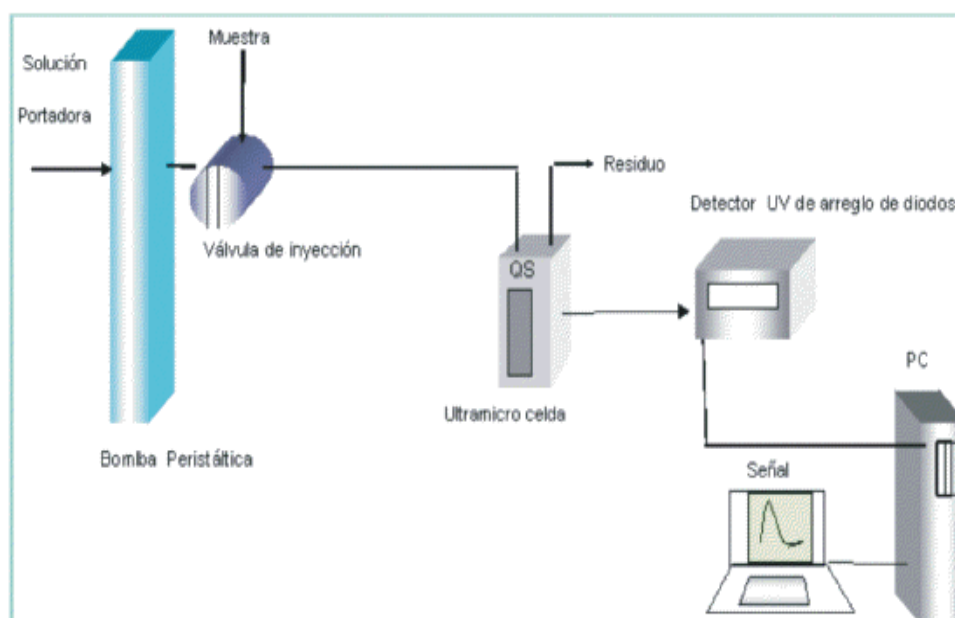 Muestra
Solución
Portadora
Residuo
Detector UV de arreglo de diodos
Válvula de inyección
QS
PC
Ultramicro celda
Bomba Peristáltica
Señal